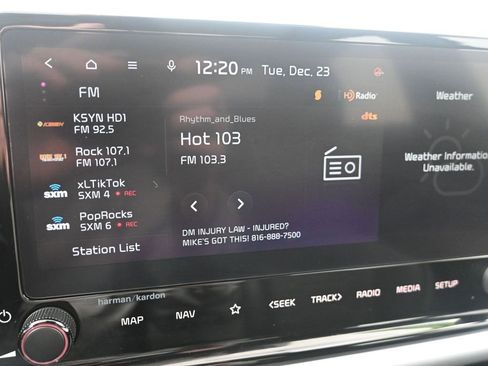 12:20 PM Tue, Dec. 23
FM
HD Radio
Weather
KSYN HD1
FM 92.5
Rhythm_and_Blues
dts
Hot 103
FM 103.3
Rock 107.1
FM 107.1
Weather Information
Unavailable.
xLTikTok
sxm
SXM 4 REC
PopRocks
sxm
SXM 6 REC
DM INJURY LAW - INJURED?
MIKE'S GOT THIS! 816-888-7500
Station List
harman/kardon
MAP
NAV
<SEEK
TRACK>
RADIO
MEDIA
SETUP